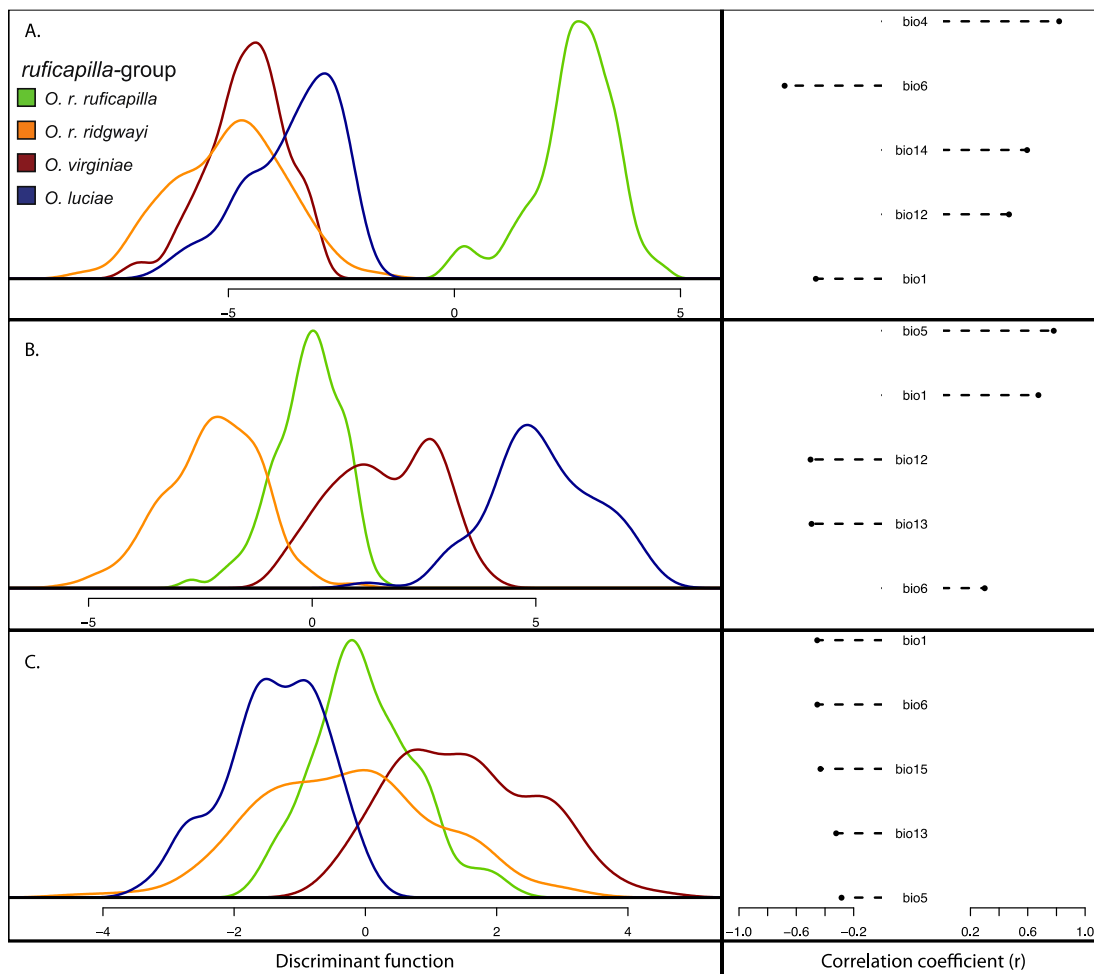 A.
ruficapilla-group
O. r. ruficapilla
O. r. ridgwayi
O. virginiae
O. luciae
−5 0 5
bio4
bio6
bio14
bio12
bio1
B.
−5 0 5
bio5
bio1
bio12
bio13
bio6
C.
−4 −2 0 2 4
Discriminant function
bio1
bio6
bio15
bio13
bio5
−1.0 −0.6 −0.2 0.2 0.6 1.0
Correlation coefficient (r)